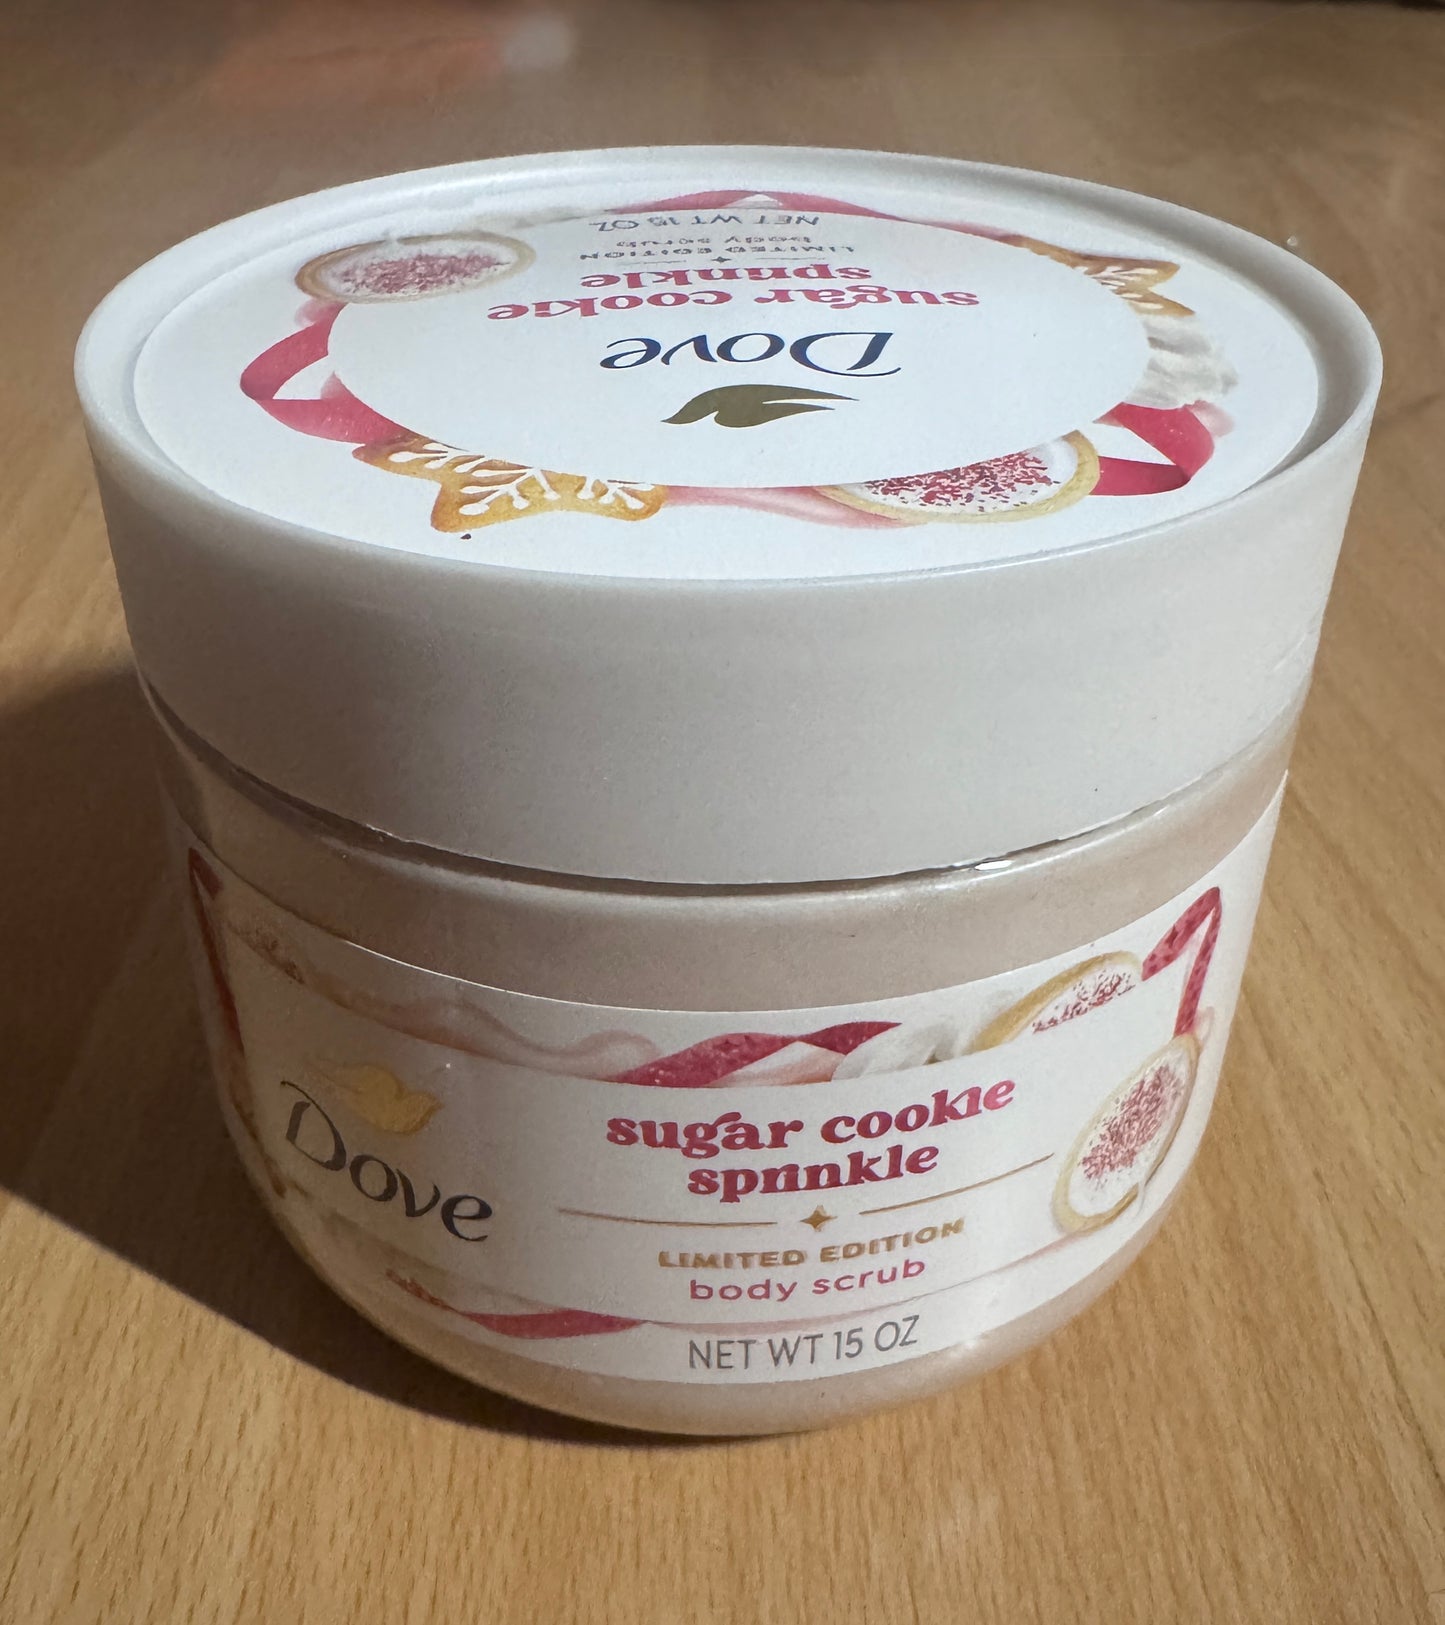 Dove
sugar cookie
sprinkle
LIMITED EDITION
body scrub
NET WT 15 OZ
Dove
sugar cookie
sprinkle
LIMITED EDITION
body scrub
NET WT 15 OZ